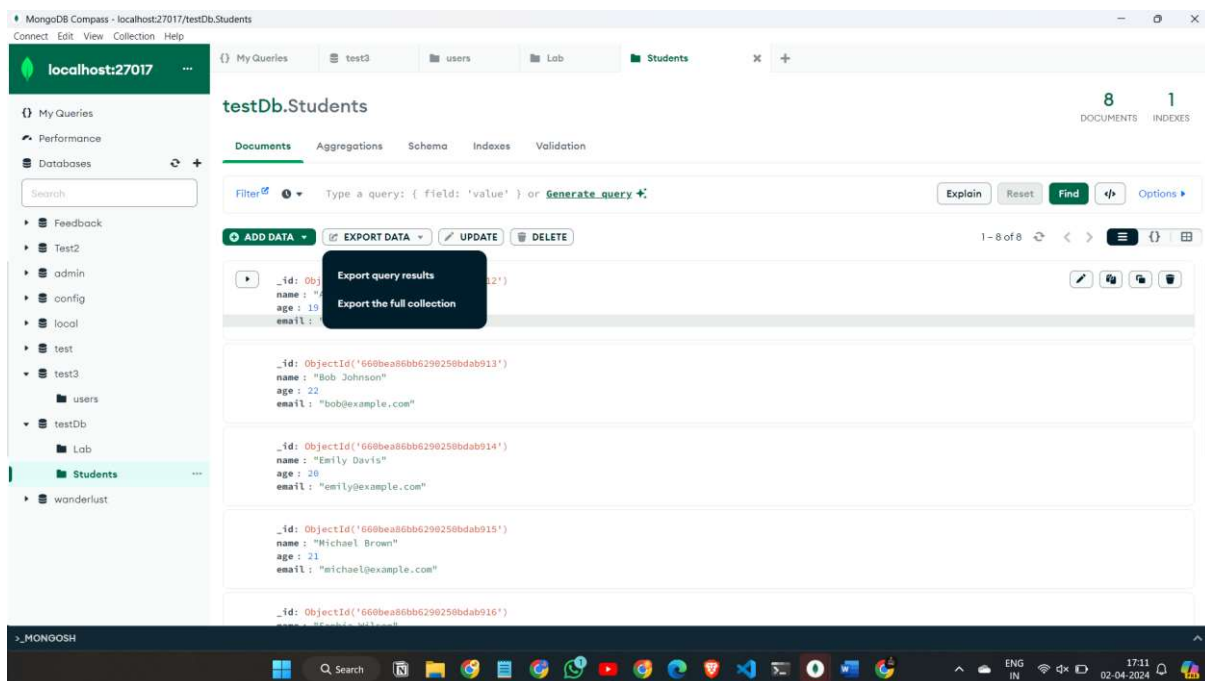 MongoDB Compass - localhost:27017/testDb.Students
Connect Edit View Collection Help
localhost:27017 ...
{} My Queries
Performance
Databases
Search
Feedback
Test2
admin
config
local
test
test3
users
testDb
Lab
Students ...
wanderlust
{} My Queries test3 users Lab Students
testDb.Students
8 DOCUMENTS
1 INDEXES
Documents Aggregations Schema Indexes Validation
Filter Type a query: { field: 'value' } or Generate query
Explain Reset Find </> Options
ADD DATA EXPORT DATA UPDATE DELETE
1 – 8 of 8 {}
Export query results
Export the full collection
_id: Obj 12')
name : "A
age : 19
email : "
_id: ObjectId('660bea86bb6290250bdab913')
name : "Bob Johnson"
age : 22
email : "bob@example.com"
_id: ObjectId('660bea86bb6290250bdab914')
name : "Emily Davis"
age : 20
email : "emily@example.com"
_id: ObjectId('660bea86bb6290250bdab915')
name : "Michael Brown"
age : 21
email : "michael@example.com"
_id: ObjectId('660bea86bb6290250bdab916')
>_MONGOSH
Search
ENG
IN
17:11
02-04-2024